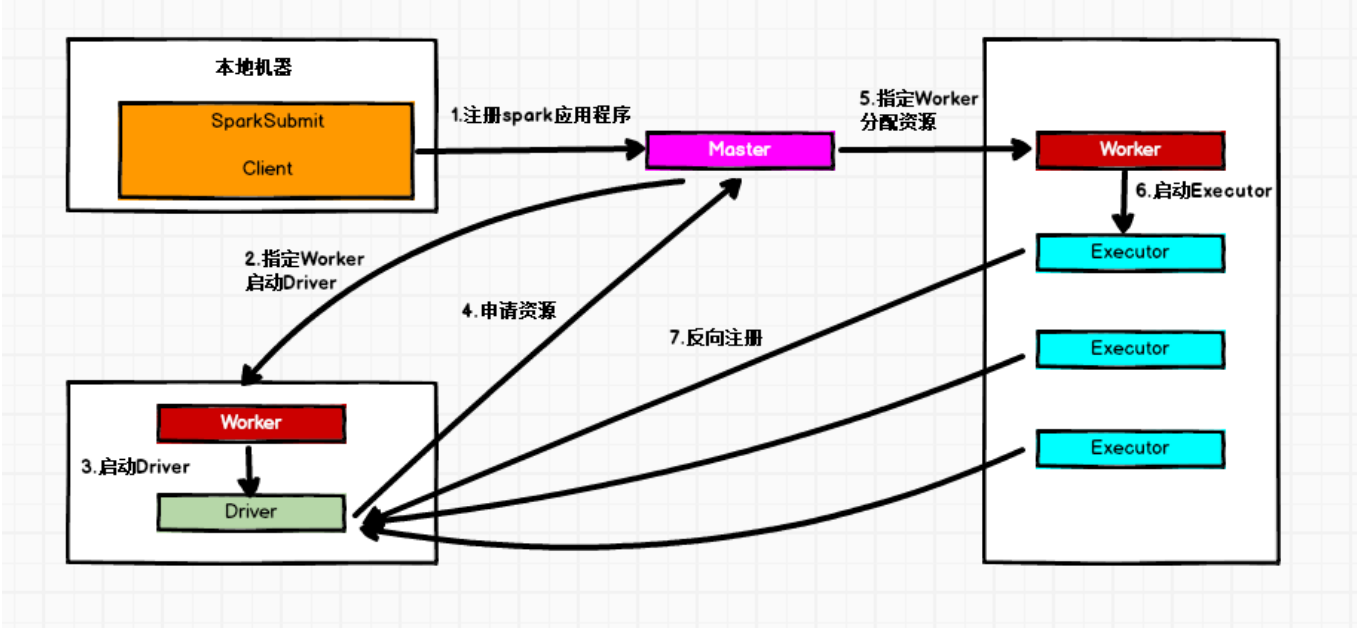 本地机器
SparkSubmit
Client
1.注册spark应用程序
Master
5.指定Worker
分配资源
Worker
6.启动Executor
Executor
2.指定Worker
启动Driver
4.申请资源
7.反向注册
Executor
Worker
3.启动Driver
Executor
Driver